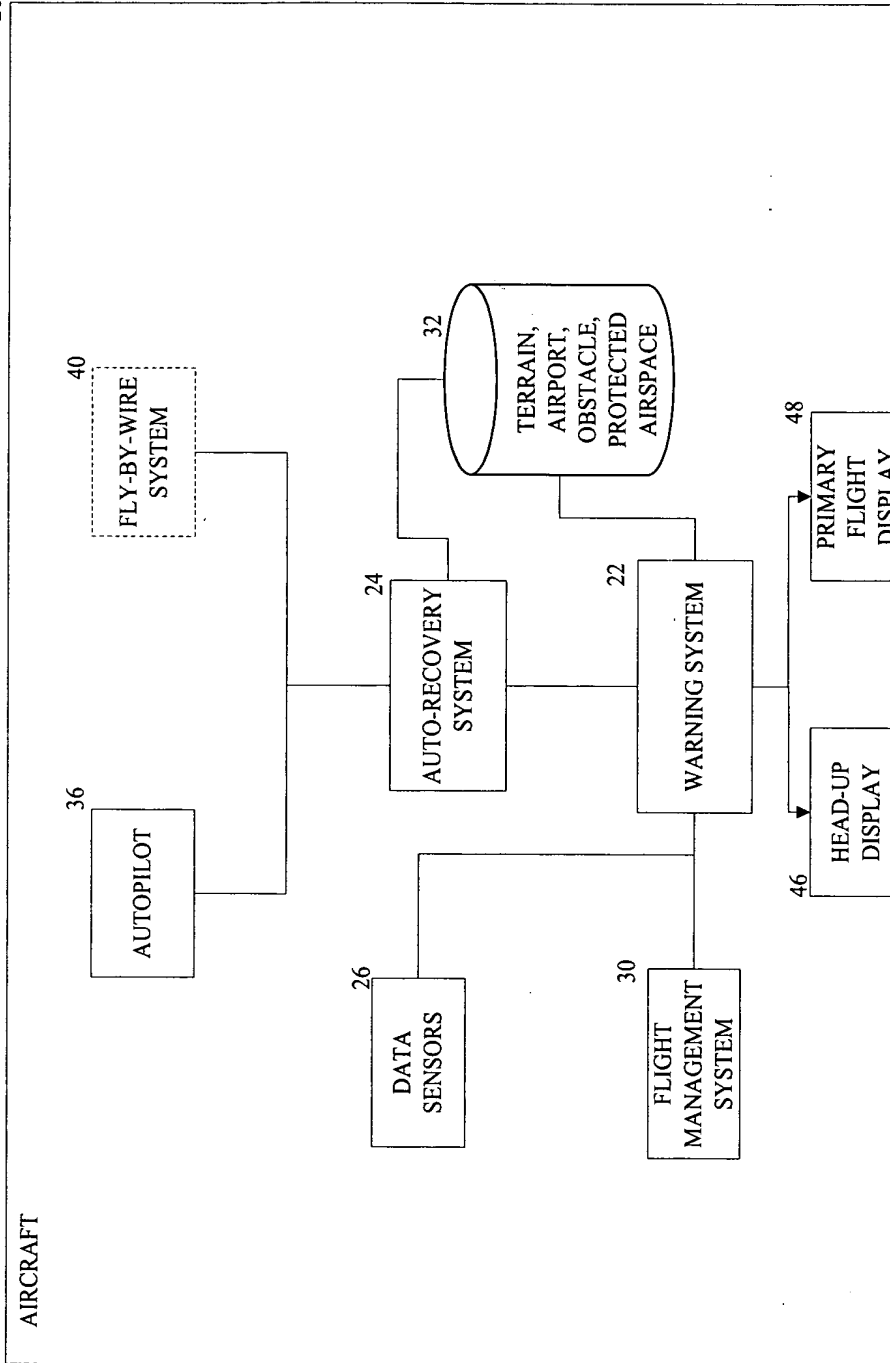 AIRCRAFT
36
AUTOPILOT
40
FLY-BY-WIRE
SYSTEM
24
AUTO-RECOVERY
SYSTEM
32
TERRAIN,
AIRPORT,
OBSTACLE,
PROTECTED
AIRSPACE
26
DATA
SENSORS
30
FLIGHT
MANAGEMENT
SYSTEM
22
WARNING SYSTEM
46
HEAD-UP
DISPLAY
48
PRIMARY
FLIGHT
DISPLAY